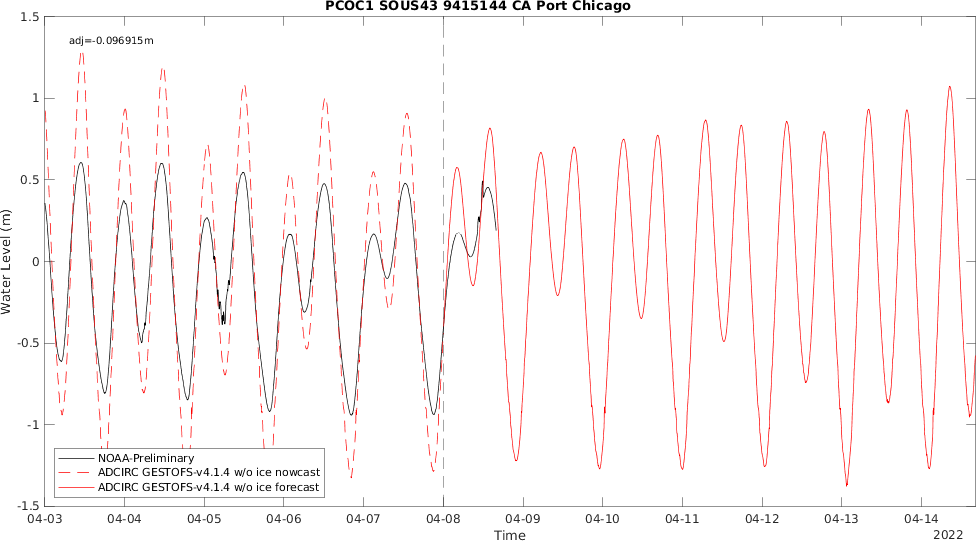 PCOC1 SOUS43 9415144 CA Port Chicago
adj=-0.096915m
1.5
1
0.5
0
-0.5
-1
-1.5
Water Level (m)
NOAA-Preliminary
ADCIRC GESTOFS-v4.1.4 w/o ice nowcast
ADCIRC GESTOFS-v4.1.4 w/o ice forecast
04-03 04-04 04-05 04-06 04-07 04-08 04-09 04-10 04-11 04-12 04-13 04-14
Time
2022